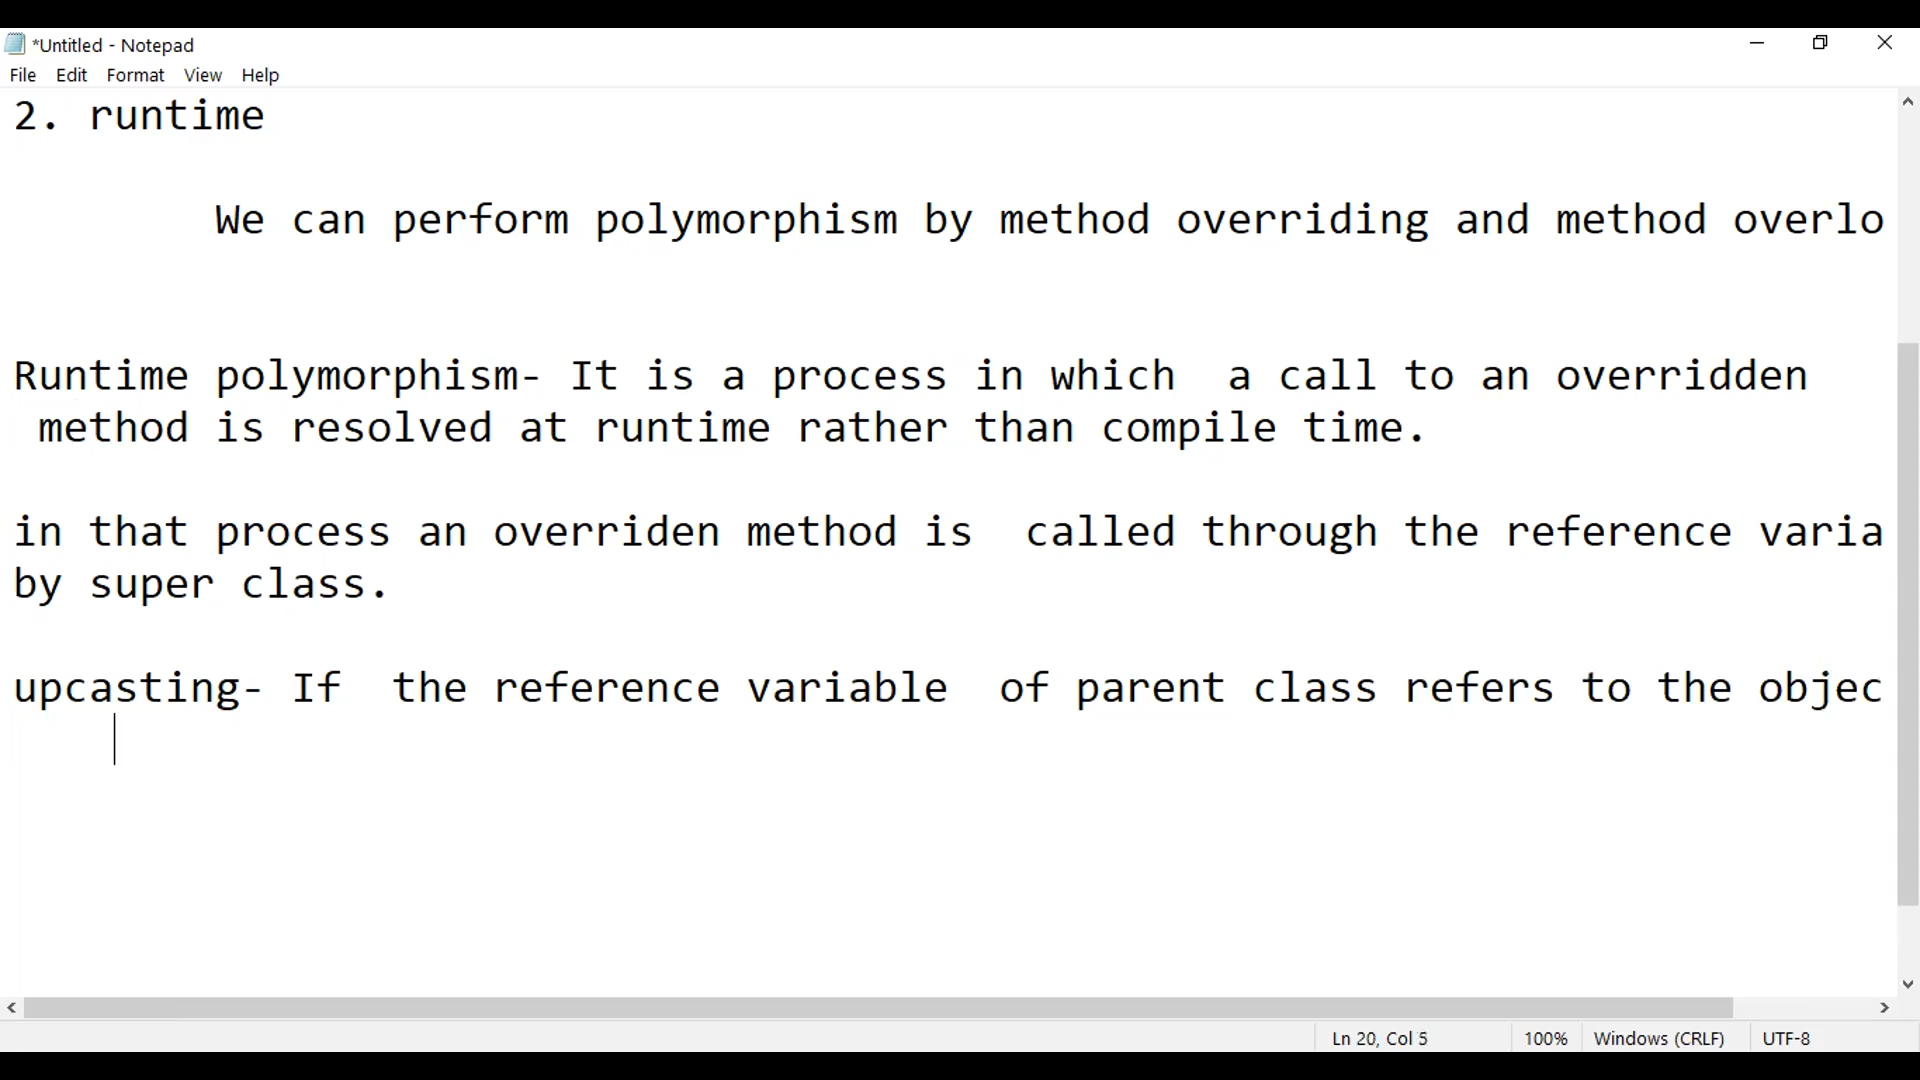 *Untitled - Notepad
File Edit Format View Help
2. runtime
We can perform polymorphism by method overriding and method overlo
Runtime polymorphism- It is a process in which  a call to an overridden
method is resolved at runtime rather than compile time.
in that process an overriden method is  called through the reference varia
by super class.
upcasting- If  the reference variable  of parent class refers to the objec
Ln 20, Col 5 100% Windows (CRLF) UTF-8